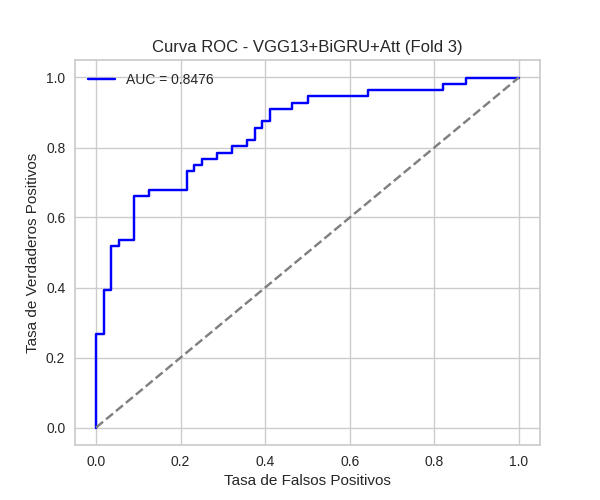 Curva ROC - VGG13+BiGRU+Att (Fold 3)
AUC = 0.8476
Tasa de Verdaderos Positivos
1.0
0.8
0.6
0.4
0.2
0.0
0.0 0.2 0.4 0.6 0.8 1.0
Tasa de Falsos Positivos